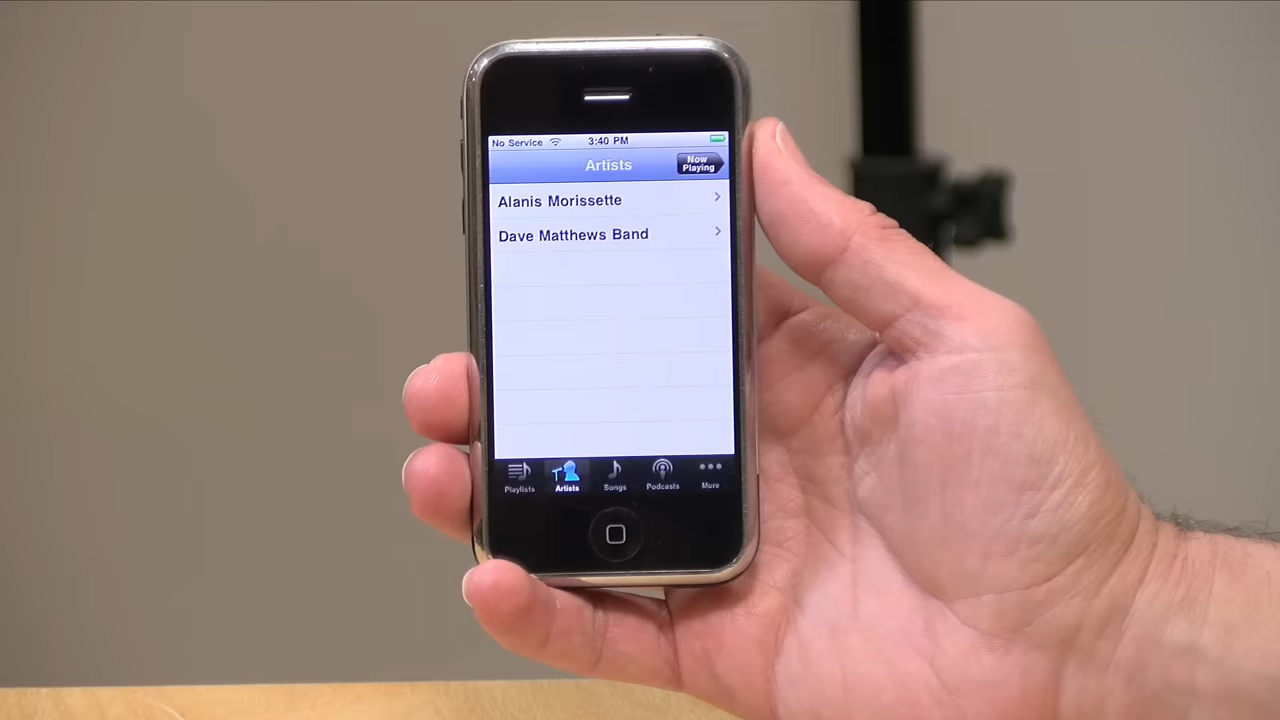 No Service 3:40 PM
Artists
Now
Playing
Alanis Morissette
Dave Matthews Band
Playlists Artists Songs Podcasts More